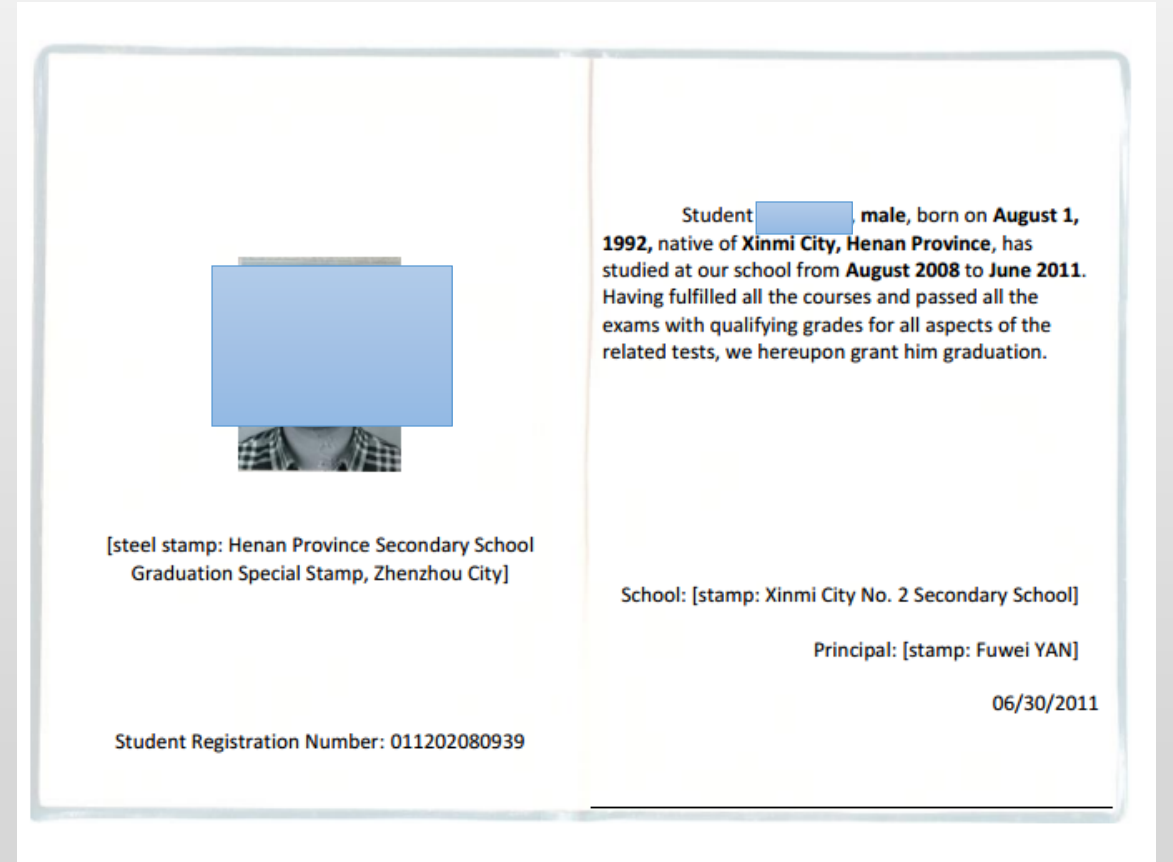 [steel stamp: Henan Province Secondary School
Graduation Special Stamp, Zhenzhou City]
Student Registration Number: 011202080939
Student , male, born on August 1,
1992, native of Xinmi City, Henan Province, has
studied at our school from August 2008 to June 2011.
Having fulfilled all the courses and passed all the
exams with qualifying grades for all aspects of the
related tests, we hereupon grant him graduation.
School: [stamp: Xinmi City No. 2 Secondary School]
Principal: [stamp: Fuwei YAN]
06/30/2011